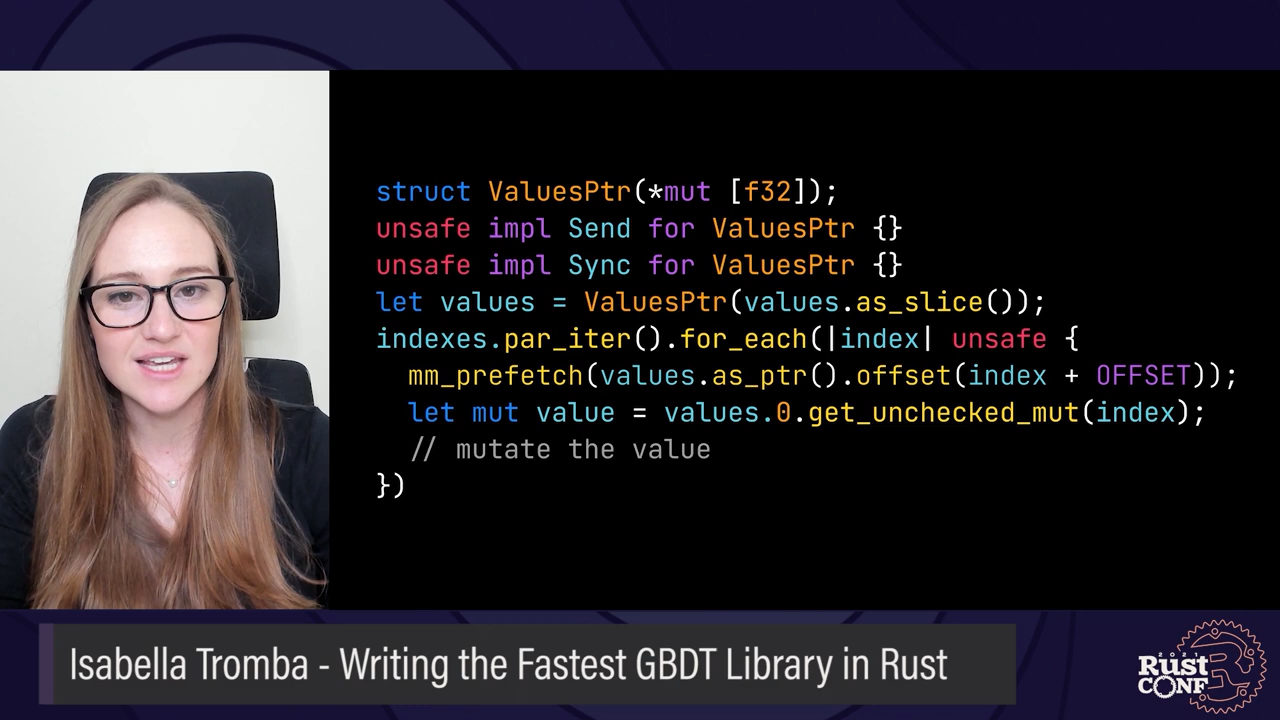 struct ValuesPtr(*mut [f32]);
unsafe impl Send for ValuesPtr {}
unsafe impl Sync for ValuesPtr {}
let values = ValuesPtr(values.as_slice());
indexes.par_iter().for_each(|index| unsafe {
mm_prefetch(values.as_ptr().offset(index + OFFSET));
let mut value = values.0.get_unchecked_mut(index);
// mutate the value
})
Isabella Tromba - Writing the Fastest GBDT Library in Rust
Rust
CONF